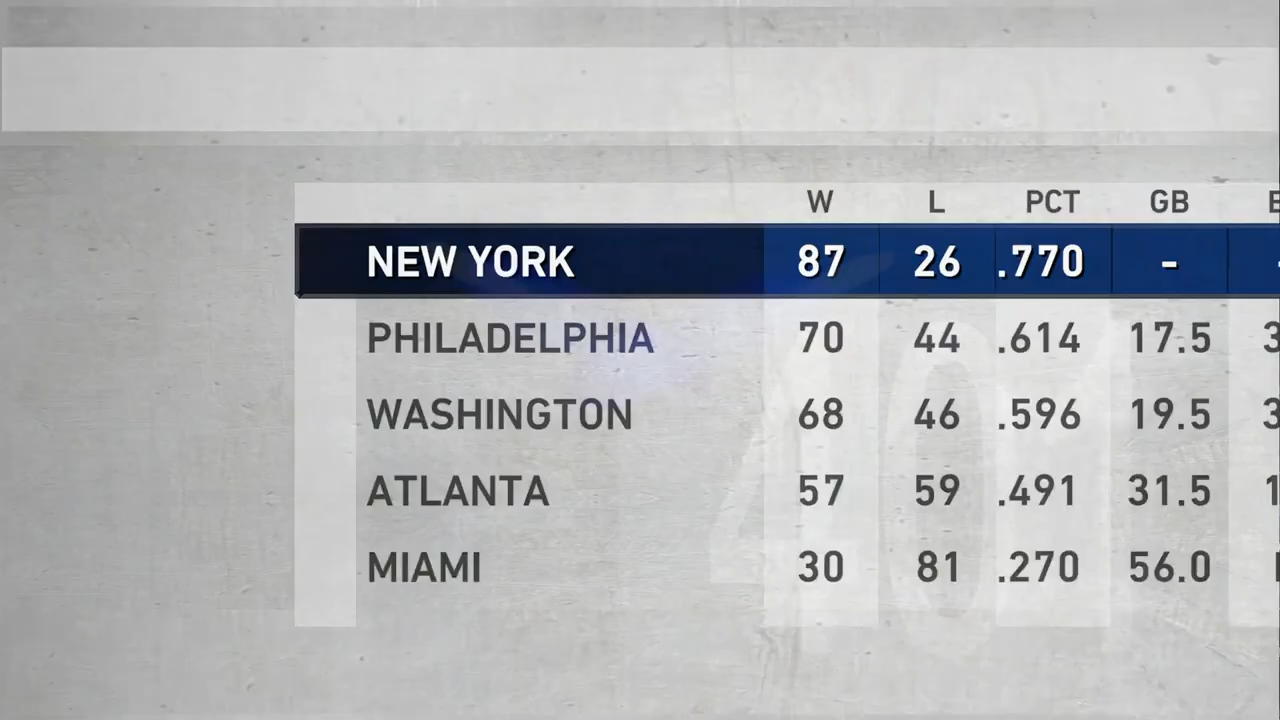 W L PCT GB
NEW YORK 87 26 .770 -
PHILADELPHIA 70 44 .614 17.5
WASHINGTON 68 46 .596 19.5
ATLANTA 57 59 .491 31.5
MIAMI 30 81 .270 56.0